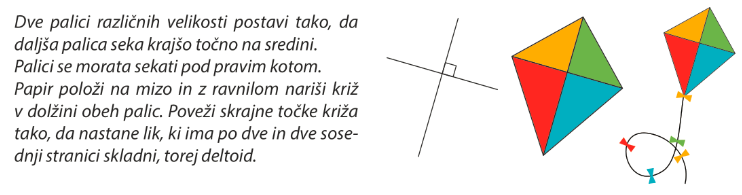 Dve palici različnih velikosti postavi tako, da
daljša palica seka krajšo točno na sredini.
Palici se morata sekati pod pravim kotom.
Papir položi na mizo in z ravnilom nariši križ
v dolžini obeh palic. Poveži skrajne točke križa
tako, da nastane lik, ki ima po dve in dve sose-
dnji stranici skladni, torej deltoid.